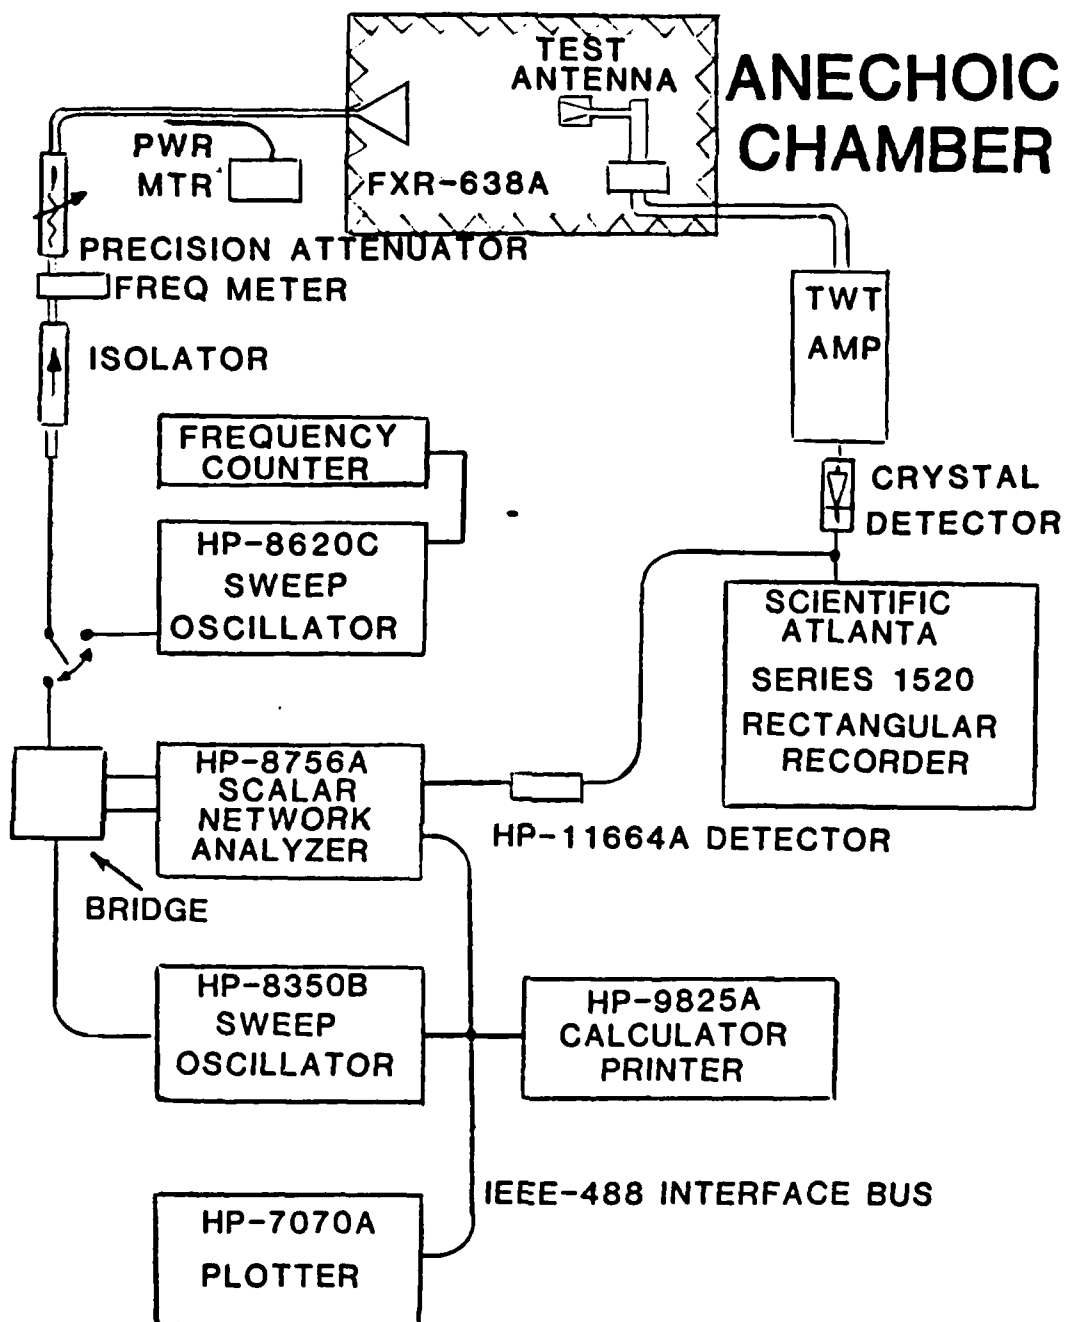 TEST
ANTENNA
ANECHOIC
CHAMBER
PWR
MTR
FXR-638A
PRECISION ATTENUATOR
FREQ METER
ISOLATOR
TWT
AMP
FREQUENCY
COUNTER
CRYSTAL
DETECTOR
HP-8620C
SWEEP
OSCILLATOR
SCIENTIFIC
ATLANTA
SERIES 1520
RECTANGULAR
RECORDER
HP-8756A
SCALAR
NETWORK
ANALYZER
HP-11664A DETECTOR
BRIDGE
HP-8350B
SWEEP
OSCILLATOR
HP-9825A
CALCULATOR
PRINTER
IEEE-488 INTERFACE BUS
HP-7070A
PLOTTER